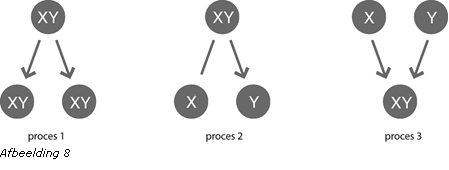 XY XY X Y
XY XY X Y XY
proces 1 proces 2 proces 3
Afbeelding 8